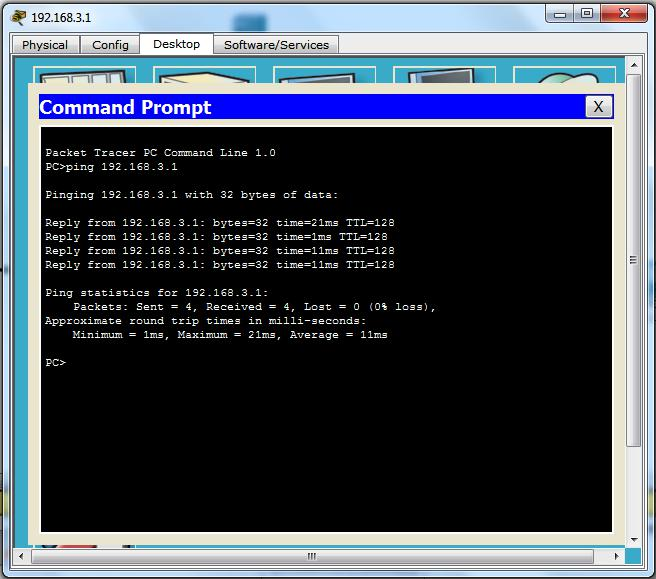 192.168.3.1
Physical Config Desktop Software/Services
Command Prompt
X
Packet Tracer PC Command Line 1.0
PC>ping 192.168.3.1
Pinging 192.168.3.1 with 32 bytes of data:
Reply from 192.168.3.1: bytes=32 time=21ms TTL=128
Reply from 192.168.3.1: bytes=32 time=1ms TTL=128
Reply from 192.168.3.1: bytes=32 time=11ms TTL=128
Reply from 192.168.3.1: bytes=32 time=11ms TTL=128
Ping statistics for 192.168.3.1:
Packets: Sent = 4, Received = 4, Lost = 0 (0% loss),
Approximate round trip times in milli-seconds:
Minimum = 1ms, Maximum = 21ms, Average = 11ms
PC>